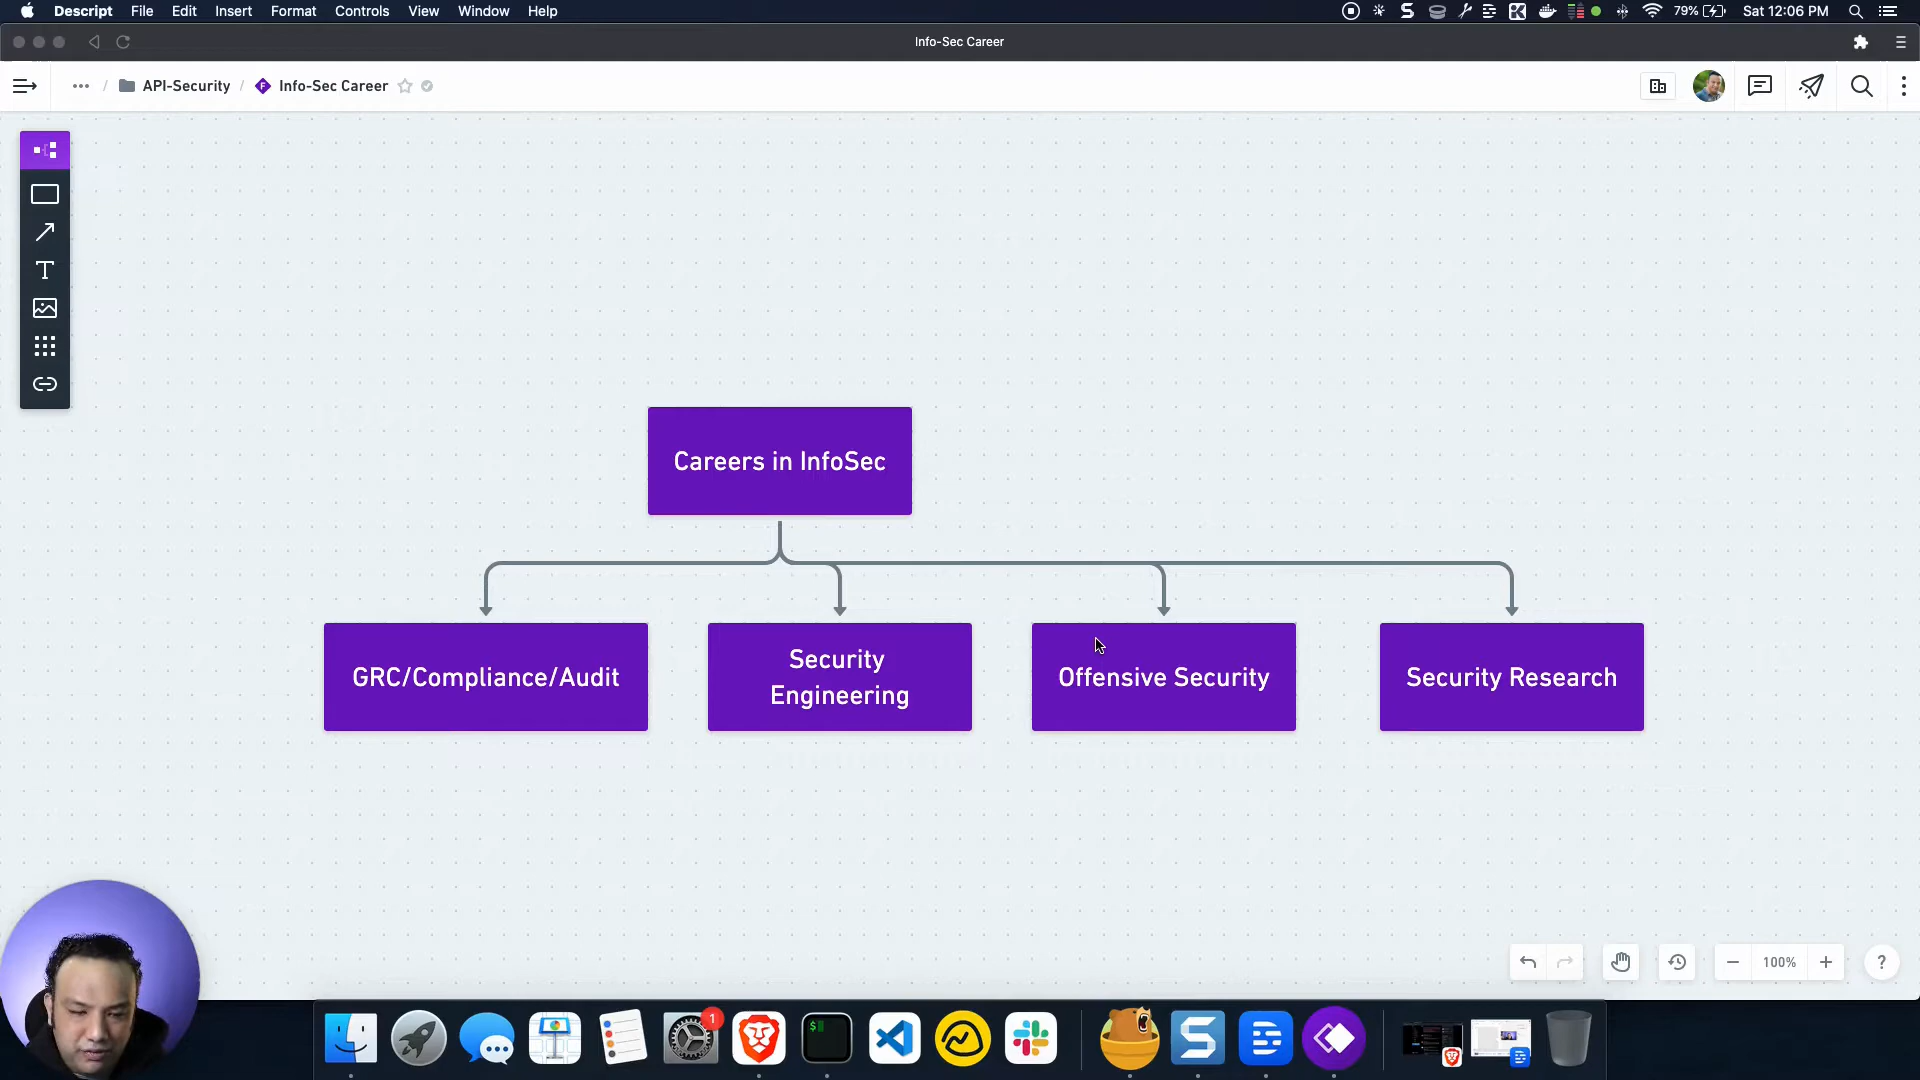 Descript File Edit Insert Format Controls View Window Help 79% Sat 12:06 PM
Info-Sec Career
... / API-Security / Info-Sec Career
T
Careers in InfoSec
GRC/Compliance/Audit
Security
Engineering
Offensive Security
Security Research
100% ?
1
$